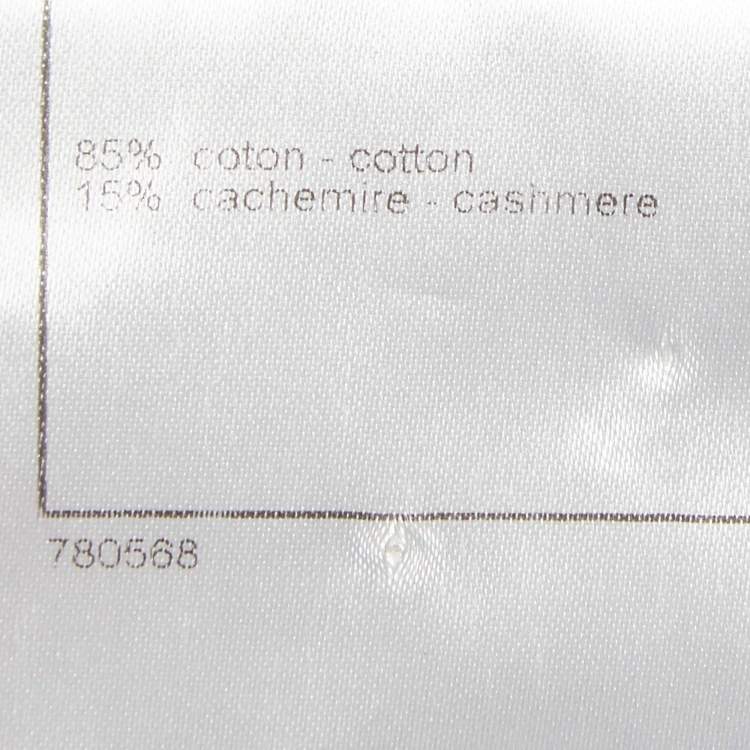 85% coton - cotton
15% cachemire - cashmere
780568